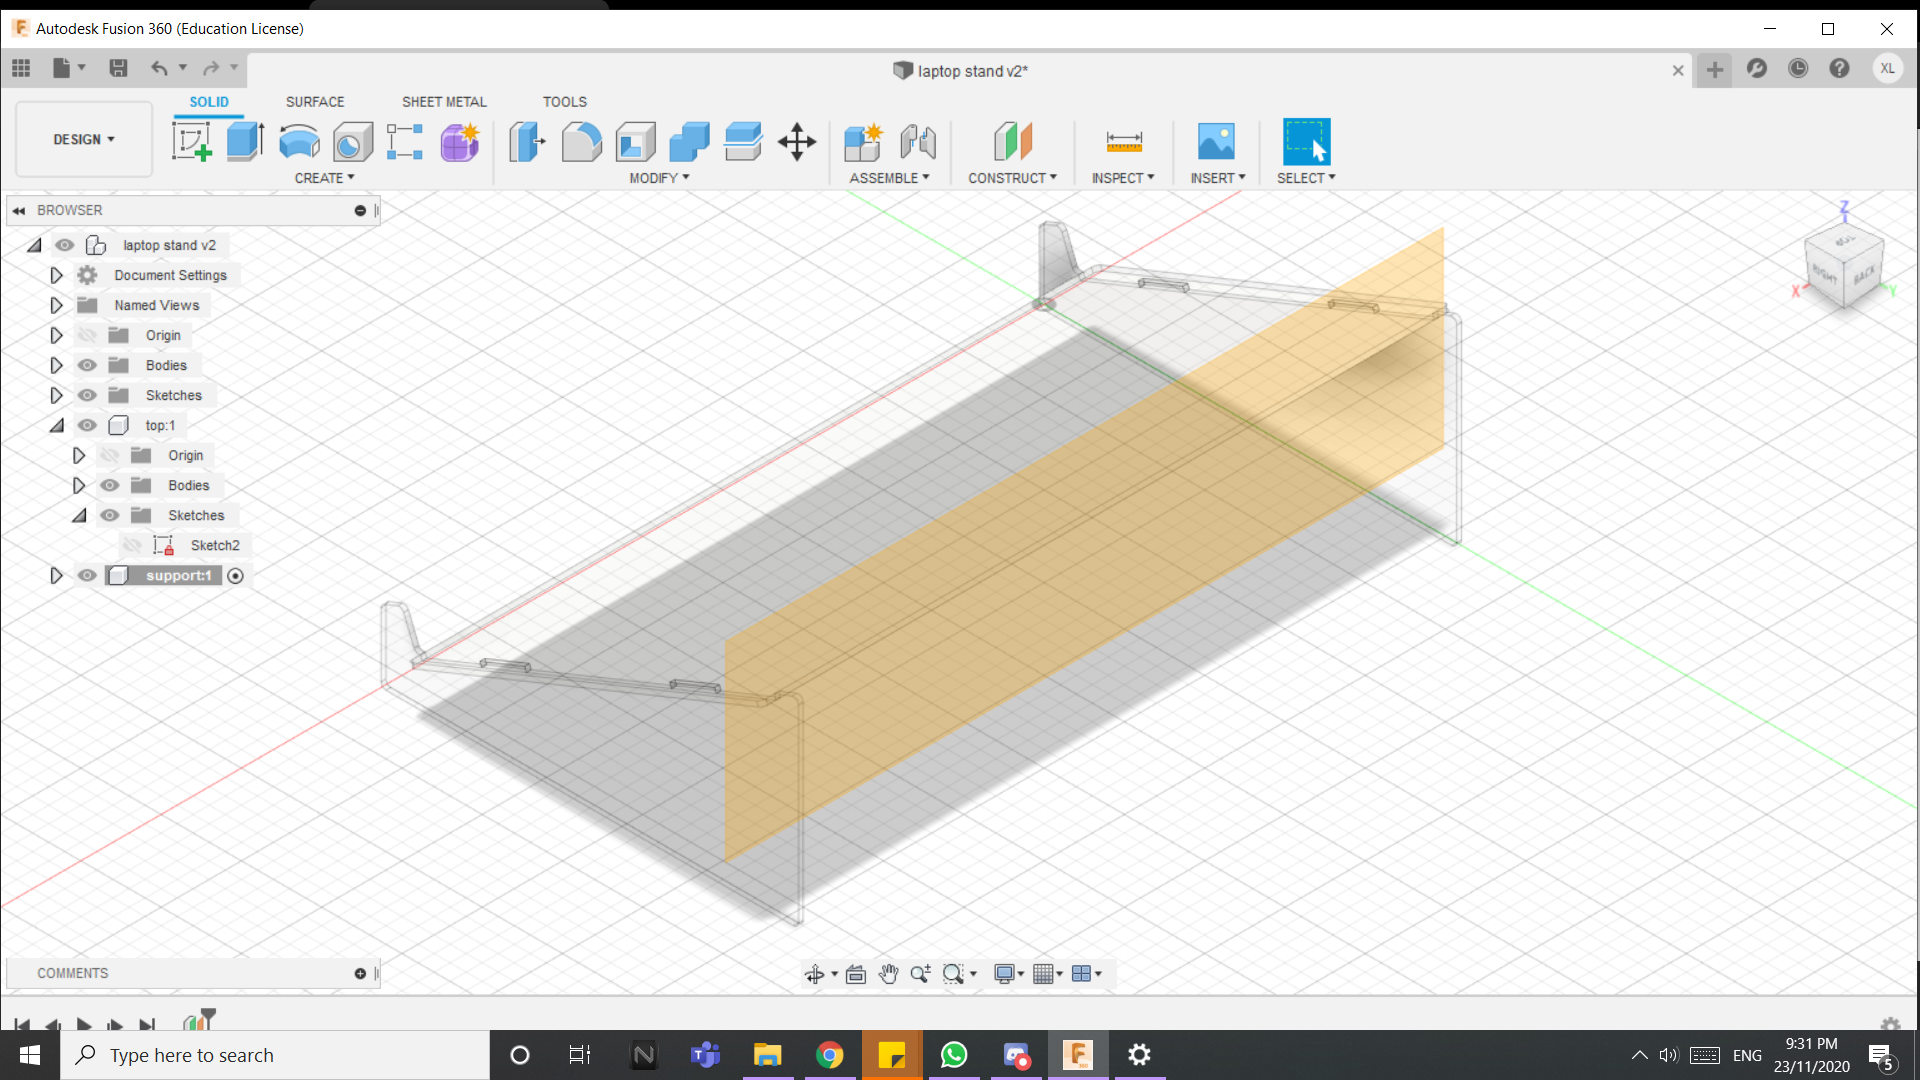 Autodesk Fusion 360 (Education License)
laptop stand v2*
XL
DESIGN
SOLID SURFACE SHEET METAL TOOLS
CREATE MODIFY ASSEMBLE CONSTRUCT INSPECT INSERT SELECT
BROWSER
laptop stand v2
Document Settings
Named Views
Origin
Bodies
Sketches
top:1
Origin
Bodies
Sketches
Sketch2
support:1
Z
TOP
RIGHT BACK
X Y
COMMENTS
Type here to search
ENG
9:31 PM
23/11/2020
5